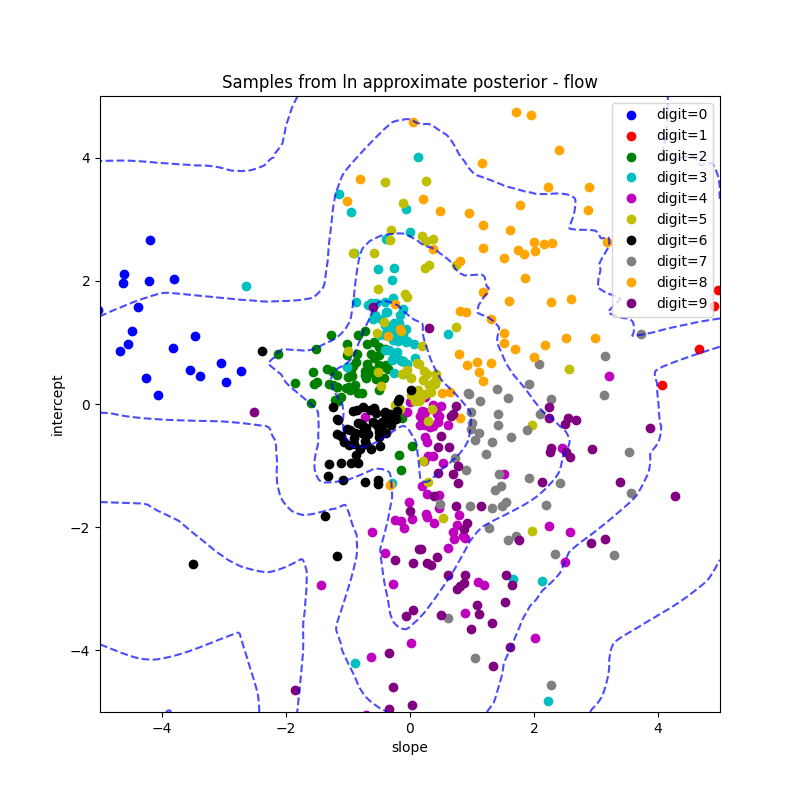 Samples from ln approximate posterior - flow
digit=0
digit=1
digit=2
digit=3
digit=4
digit=5
digit=6
digit=7
digit=8
digit=9
intercept
4
2
0
−2
−4
−4
−2
0
2
4
slope